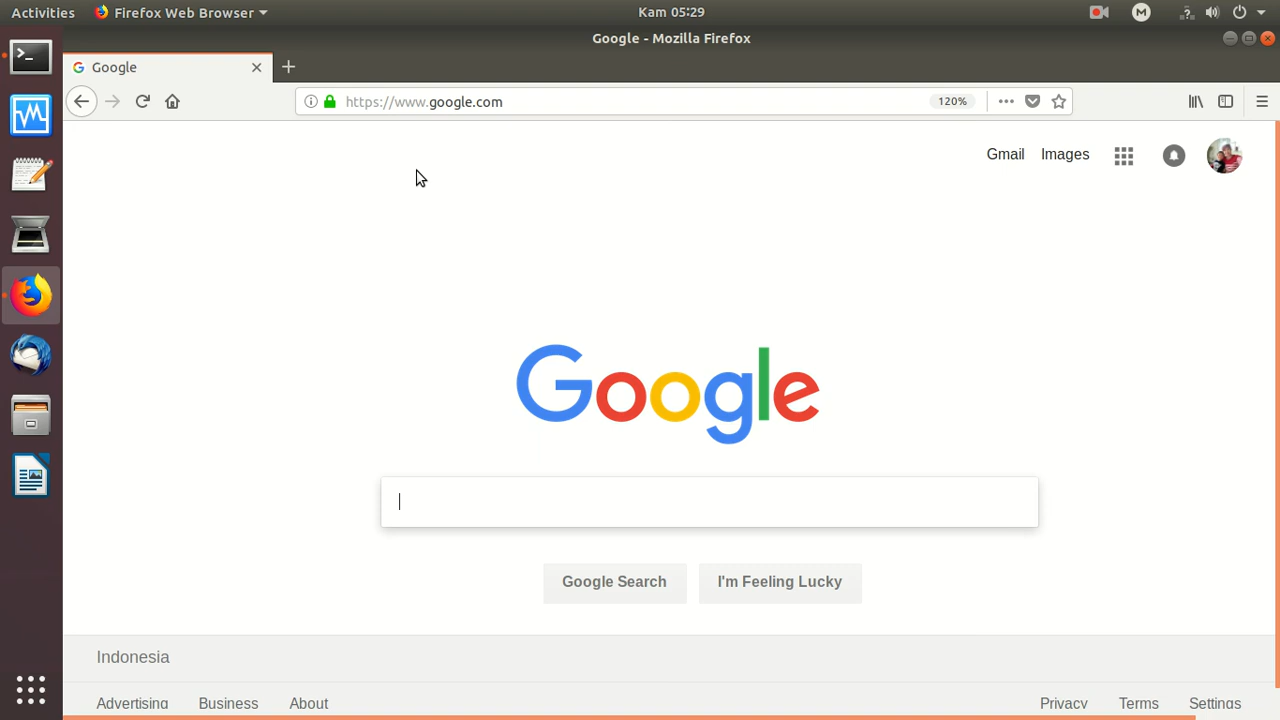 Activities Firefox Web Browser Kam 05:29
Google - Mozilla Firefox
Google
https://www.google.com 120%
Gmail Images
Google
Google Search I'm Feeling Lucky
Indonesia
Advertising Business About Privacy Terms Settings